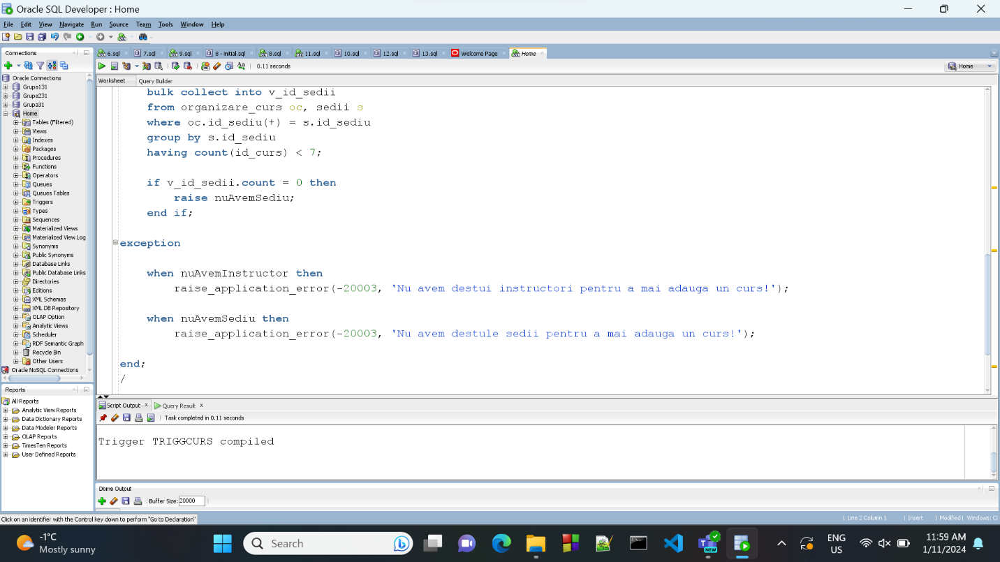 Oracle SQL Developer : Home
File Edit View Navigate Run Source Team Tools Window Help
Connections
6.sql 7.sql 9.sql 8 - initial.sql 8.sql 11.sql 10.sql 12.sql 13.sql Welcome Page Home
0.11 seconds
Home
Worksheet Query Builder
Oracle Connections
Grupa131
Grupa231
Grupa31
Home
Tables (Filtered)
Views
Indexes
Packages
Procedures
Functions
Operators
Queues
Queues Tables
Triggers
Types
Sequences
Materialized Views
Materialized View Log
Synonyms
Public Synonyms
Database Links
Public Database Links
Directories
Editions
XML Schemas
XML DB Repository
OLAP Option
Analytic Views
Scheduler
RDF Semantic Graph
Recycle Bin
Other Users
Oracle NoSQL Connections
bulk collect into v_id_sedii
from organizare_curs oc, sedii s
where oc.id_sediu(+) = s.id_sediu
group by s.id_sediu
having count(id_curs) < 7;
if v_id_sedii.count = 0 then
raise nuAvemSediu;
end if;
exception
when nuAvemInstructor then
raise_application_error(-20003, 'Nu avem destui instructori pentru a mai adauga un curs!');
when nuAvemSediu then
raise_application_error(-20003, 'Nu avem destule sedii pentru a mai adauga un curs!');
end;
/
Reports
All Reports
Analytic View Reports
Data Dictionary Reports
Data Modeler Reports
OLAP Reports
TimesTen Reports
User Defined Reports
Script Output Query Result
Task completed in 0.11 seconds
Trigger TRIGGCURS compiled
Dbms Output
Buffer Size: 20000
Click on an identifier with the Control key down to perform "Go to Declaration"
Line 2 Column 1 Insert Modified Windows: C
-1°C
Mostly sunny
Search
NEW
ENG
US
11:59 AM
1/11/2024